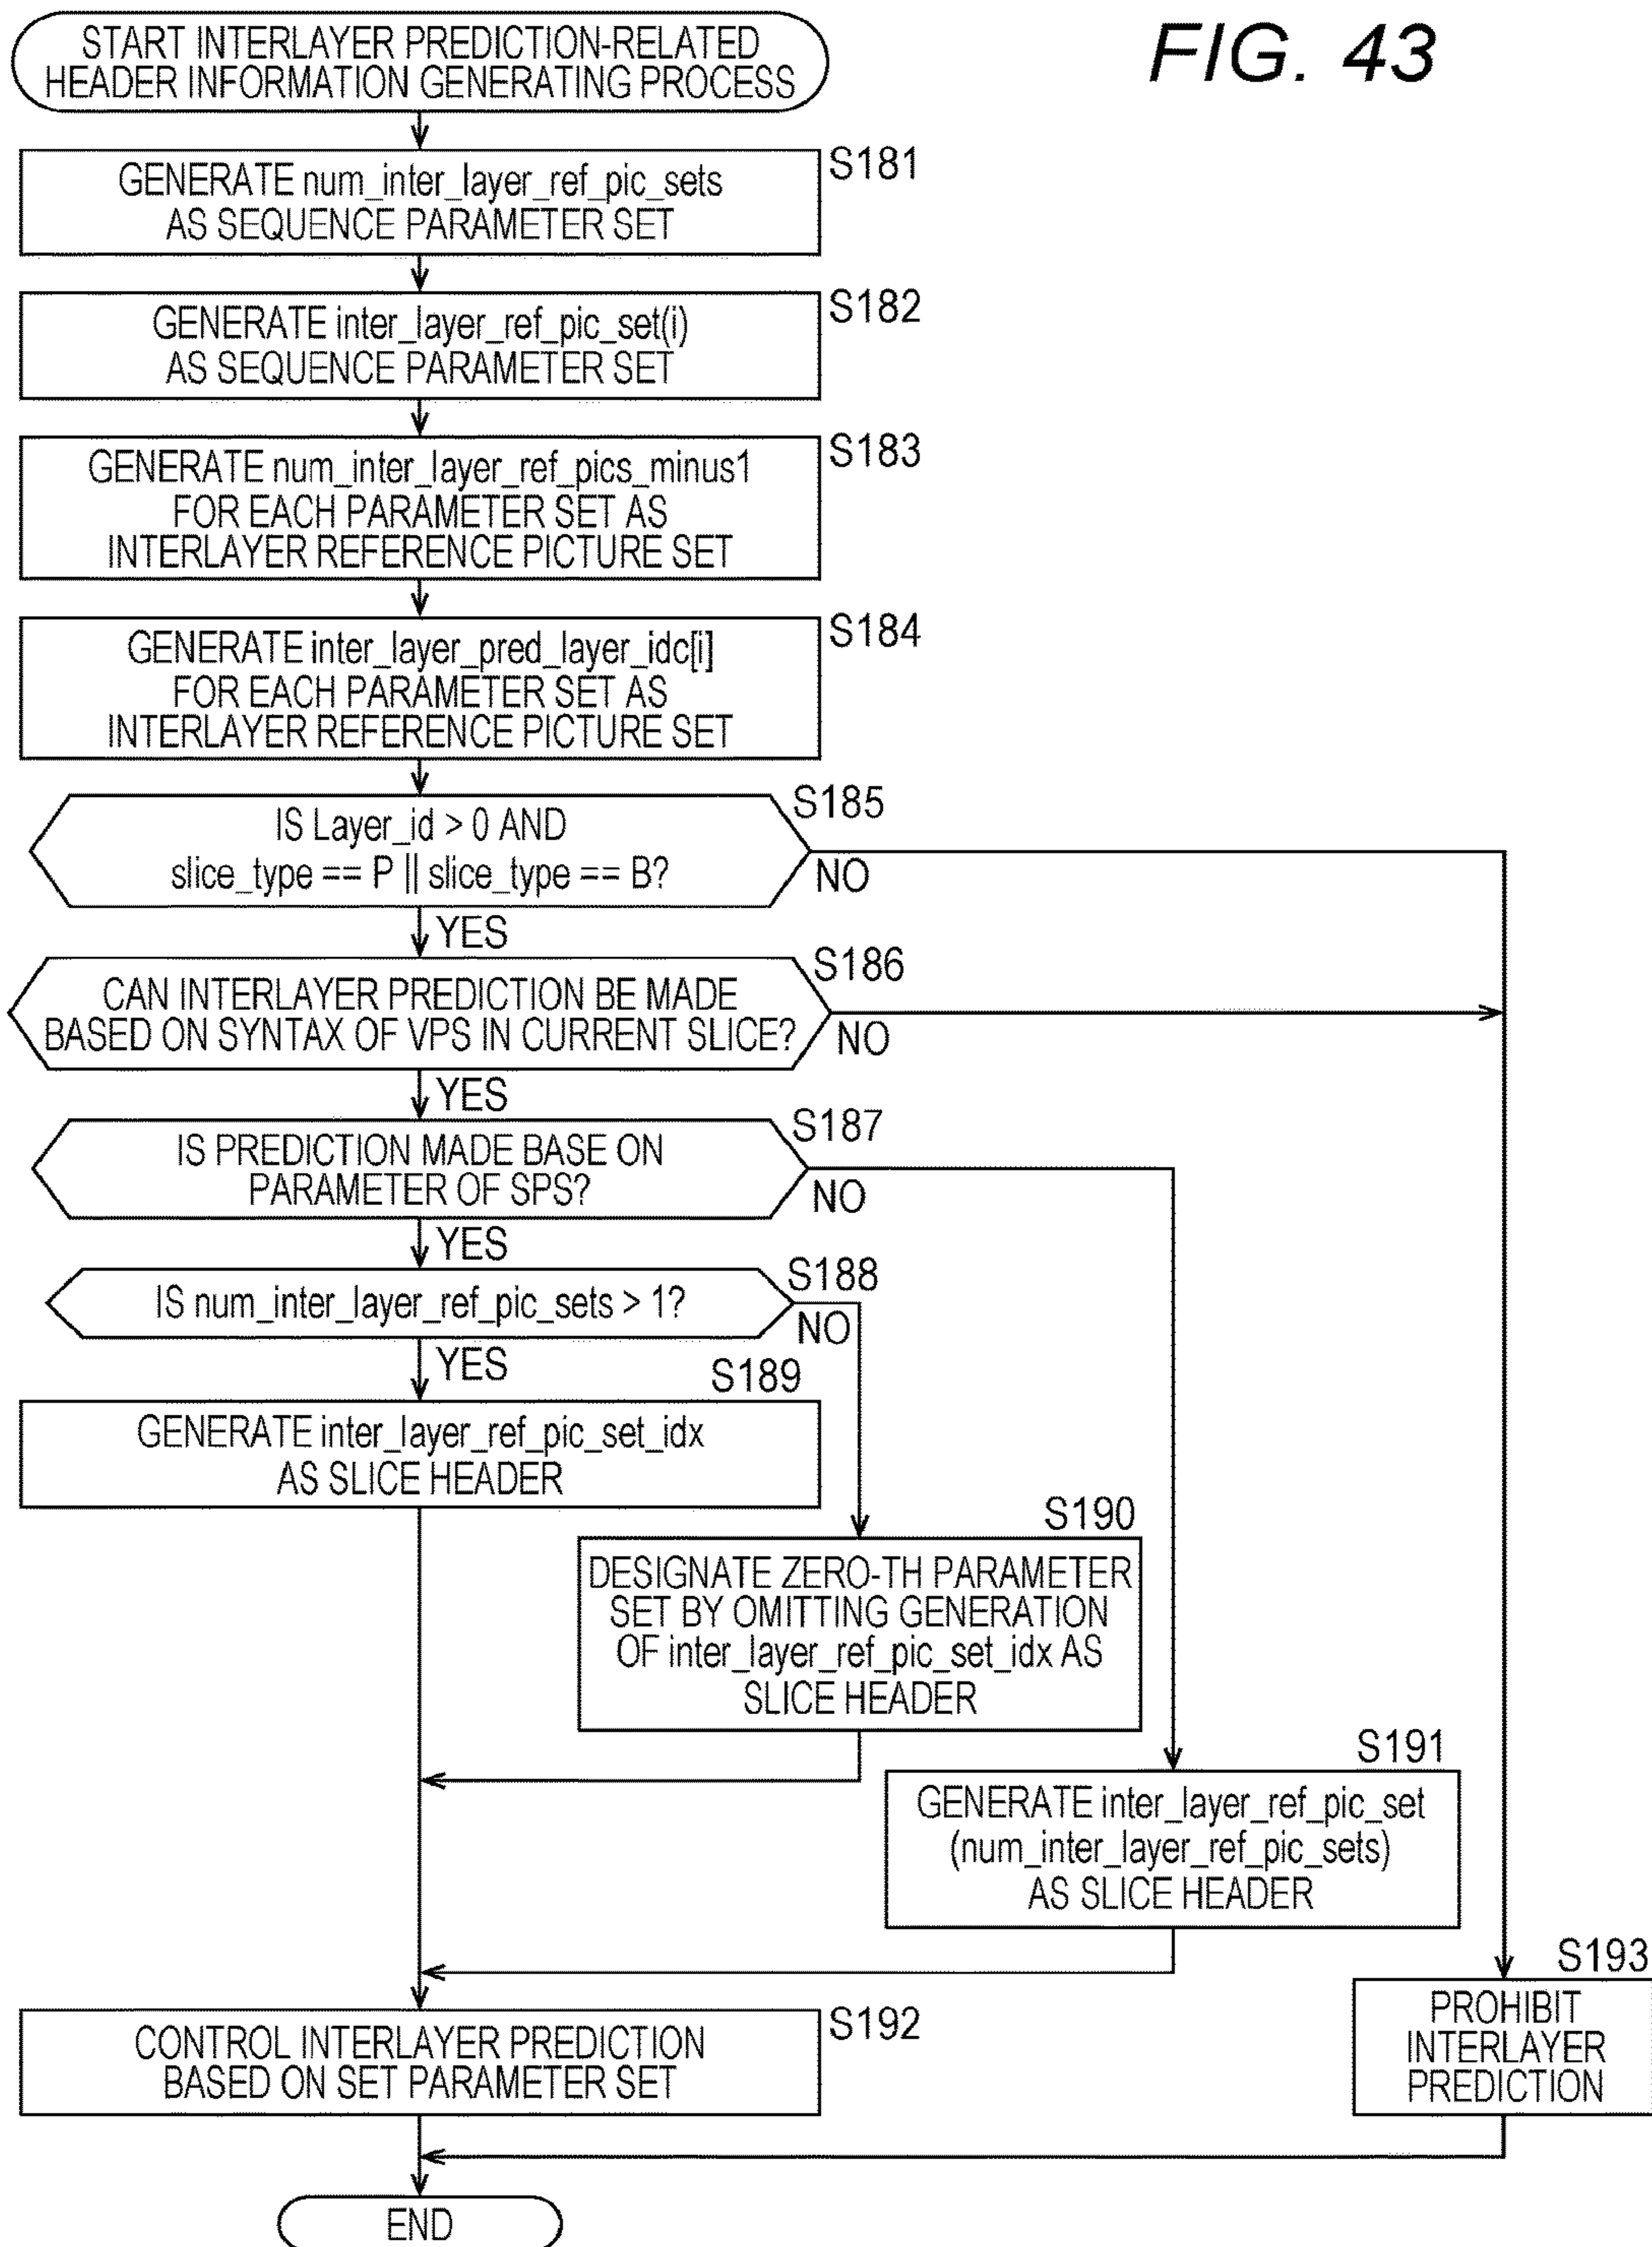 FIG. 43
START INTERLAYER PREDICTION-RELATED
HEADER INFORMATION GENERATING PROCESS
S181
GENERATE num_inter_layer_ref_pic_sets
AS SEQUENCE PARAMETER SET
S182
GENERATE inter_layer_ref_pic_set(i)
AS SEQUENCE PARAMETER SET
S183
GENERATE num_inter_layer_ref_pics_minus1
FOR EACH PARAMETER SET AS
INTERLAYER REFERENCE PICTURE SET
S184
GENERATE inter_layer_pred_layer_idc[i]
FOR EACH PARAMETER SET AS
INTERLAYER REFERENCE PICTURE SET
S185
IS Layer_id > 0 AND
slice_type == P || slice_type == B?
NO
YES
S186
CAN INTERLAYER PREDICTION BE MADE
BASED ON SYNTAX OF VPS IN CURRENT SLICE?
NO
YES
S187
IS PREDICTION MADE BASE ON
PARAMETER OF SPS?
NO
YES
S188
IS num_inter_layer_ref_pic_sets > 1?
NO
YES
S189
GENERATE inter_layer_ref_pic_set_idx
AS SLICE HEADER
S190
DESIGNATE ZERO-TH PARAMETER
SET BY OMITTING GENERATION
OF inter_layer_ref_pic_set_idx AS
SLICE HEADER
S191
GENERATE inter_layer_ref_pic_set
(num_inter_layer_ref_pic_sets)
AS SLICE HEADER
S192
CONTROL INTERLAYER PREDICTION
BASED ON SET PARAMETER SET
S193
PROHIBIT
INTERLAYER
PREDICTION
END